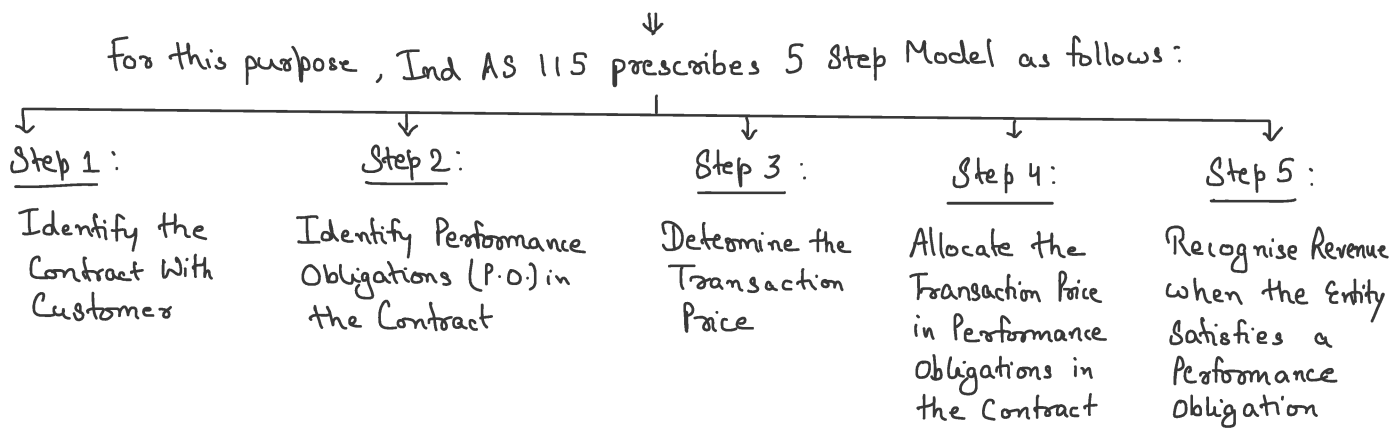 For this purpose, Ind AS 115 prescribes 5 Step Model as follows:
Step 1:
Identify the
Contract With
Customer
Step 2:
Identify Performance
Obligations (P.O.) in
the Contract
Step 3:
Determine the
Transaction
Price
Step 4:
Allocate the
Transaction Price
in Performance
Obligations in
the Contract
Step 5:
Recognise Revenue
when the Entity
Satisfies a
Performance
Obligation